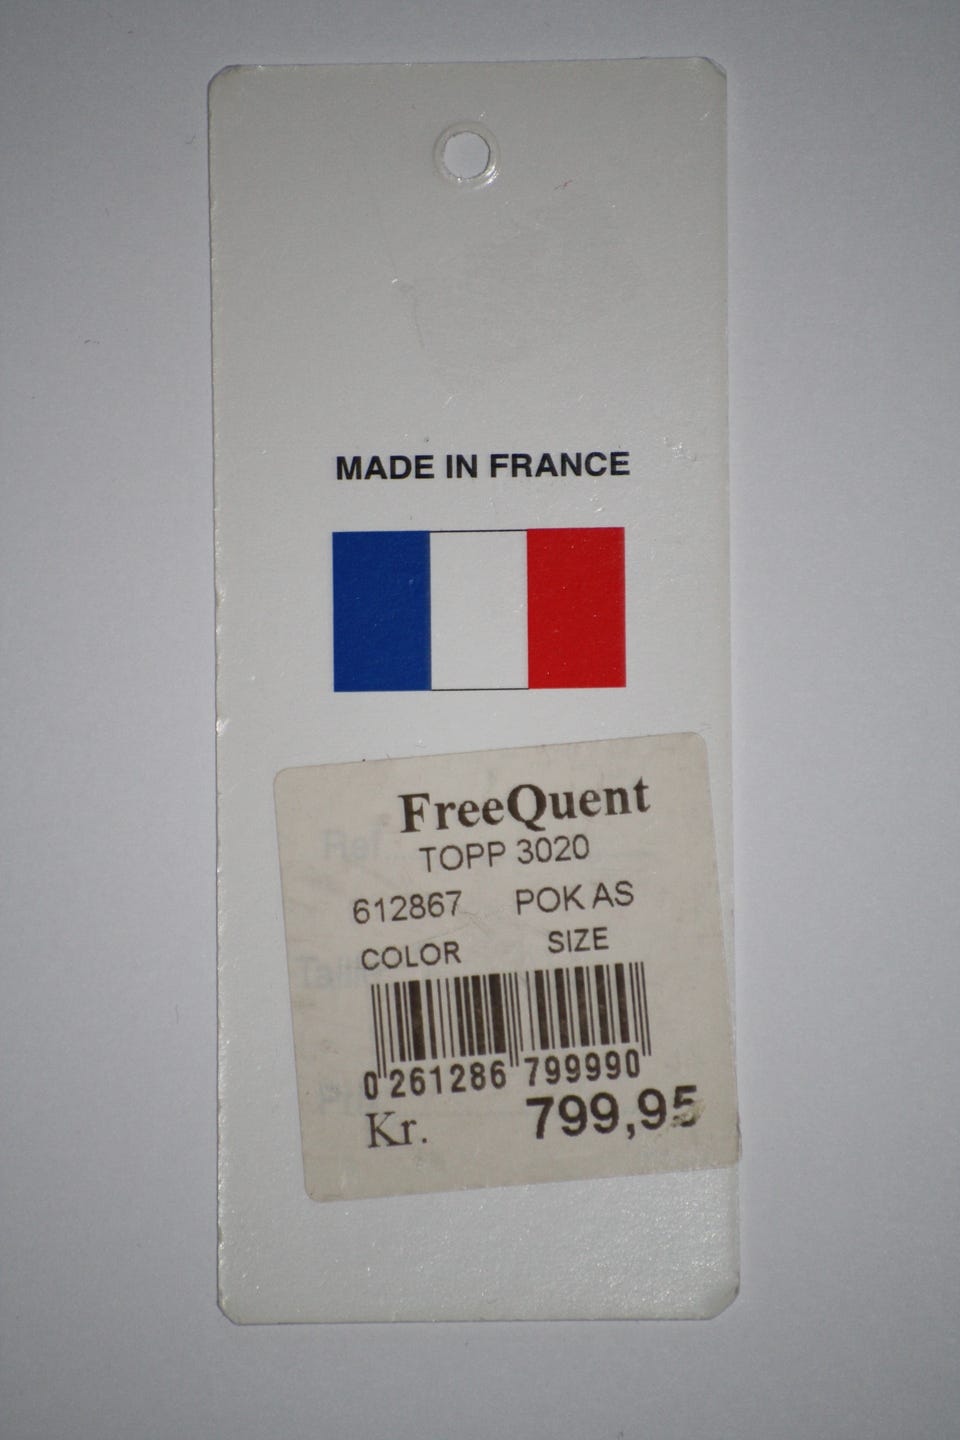 MADE IN FRANCE
FreeQuent
TOPP 3020
612867 POK AS
COLOR SIZE
0 261286 799990
Kr. 799,95